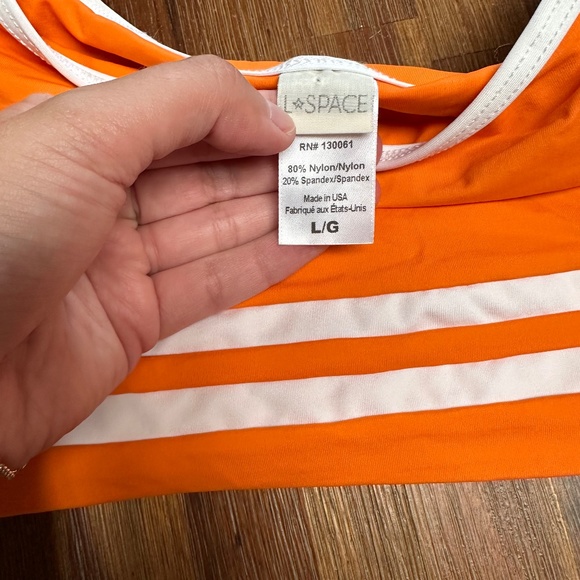 L*SPACE
RN# 130061
80% Nylon/Nylon
20% Spandex/Spandex
Made in USA
Fabriqué aux États-Unis
L/G